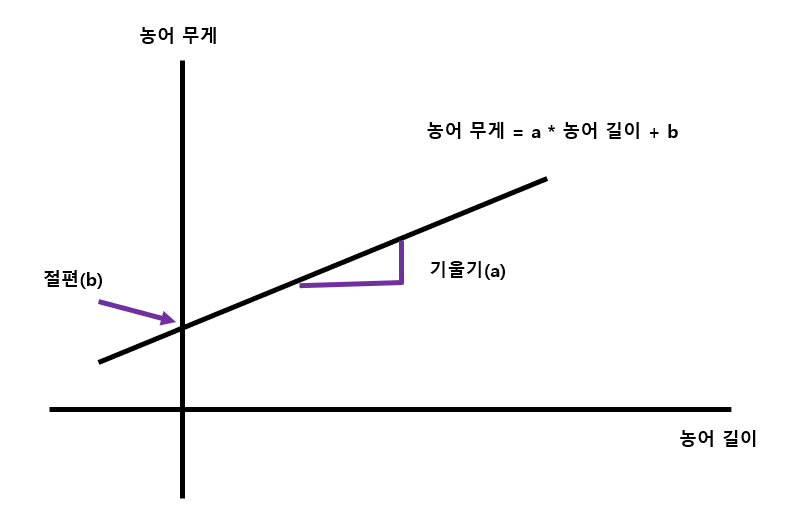 농어 무게
농어 무게 = a * 농어 길이 + b
절편(b)
기울기(a)
농어 길이